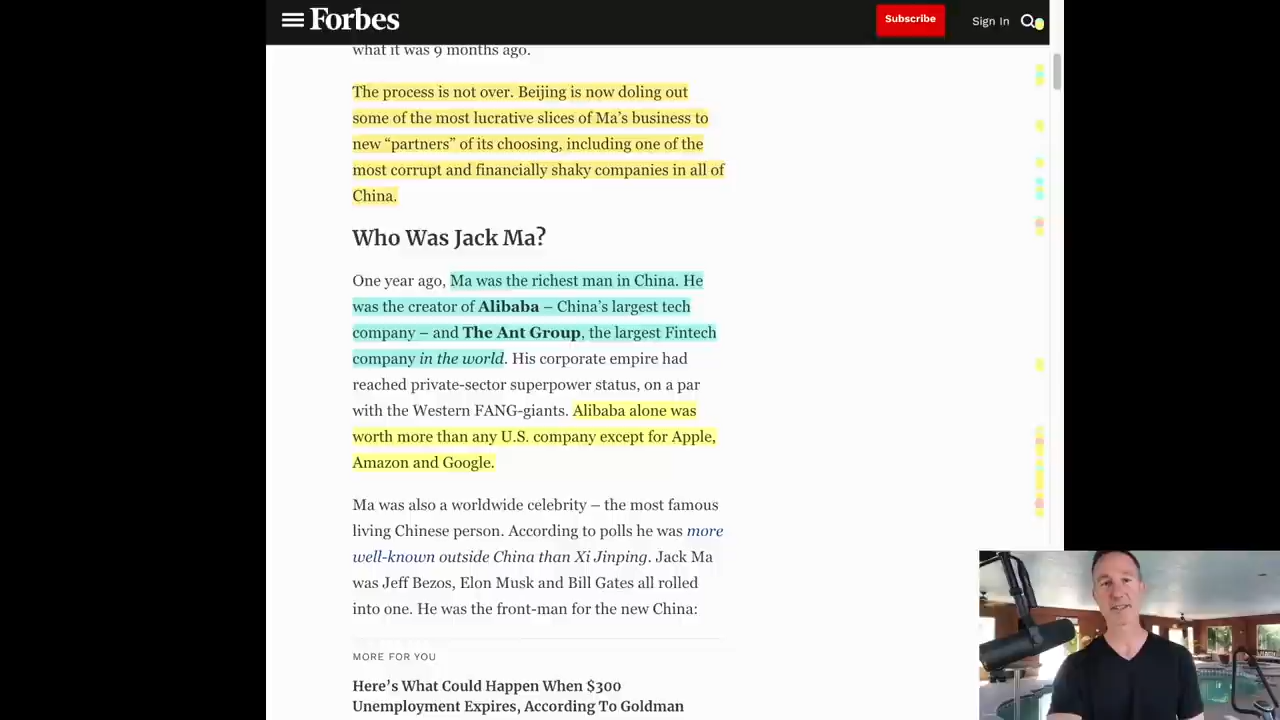 Forbes
Subscribe
Sign In
what it was 9 months ago.
The process is not over. Beijing is now doling out
some of the most lucrative slices of Ma’s business to
new “partners” of its choosing, including one of the
most corrupt and financially shaky companies in all of
China.
Who Was Jack Ma?
One year ago, Ma was the richest man in China. He
was the creator of Alibaba – China’s largest tech
company – and The Ant Group, the largest Fintech
company in the world. His corporate empire had
reached private-sector superpower status, on a par
with the Western FANG-giants. Alibaba alone was
worth more than any U.S. company except for Apple,
Amazon and Google.
Ma was also a worldwide celebrity – the most famous
living Chinese person. According to polls he was more
well-known outside China than Xi Jinping. Jack Ma
was Jeff Bezos, Elon Musk and Bill Gates all rolled
into one. He was the front-man for the new China:
MORE FOR YOU
Here’s What Could Happen When $300
Unemployment Expires, According To Goldman